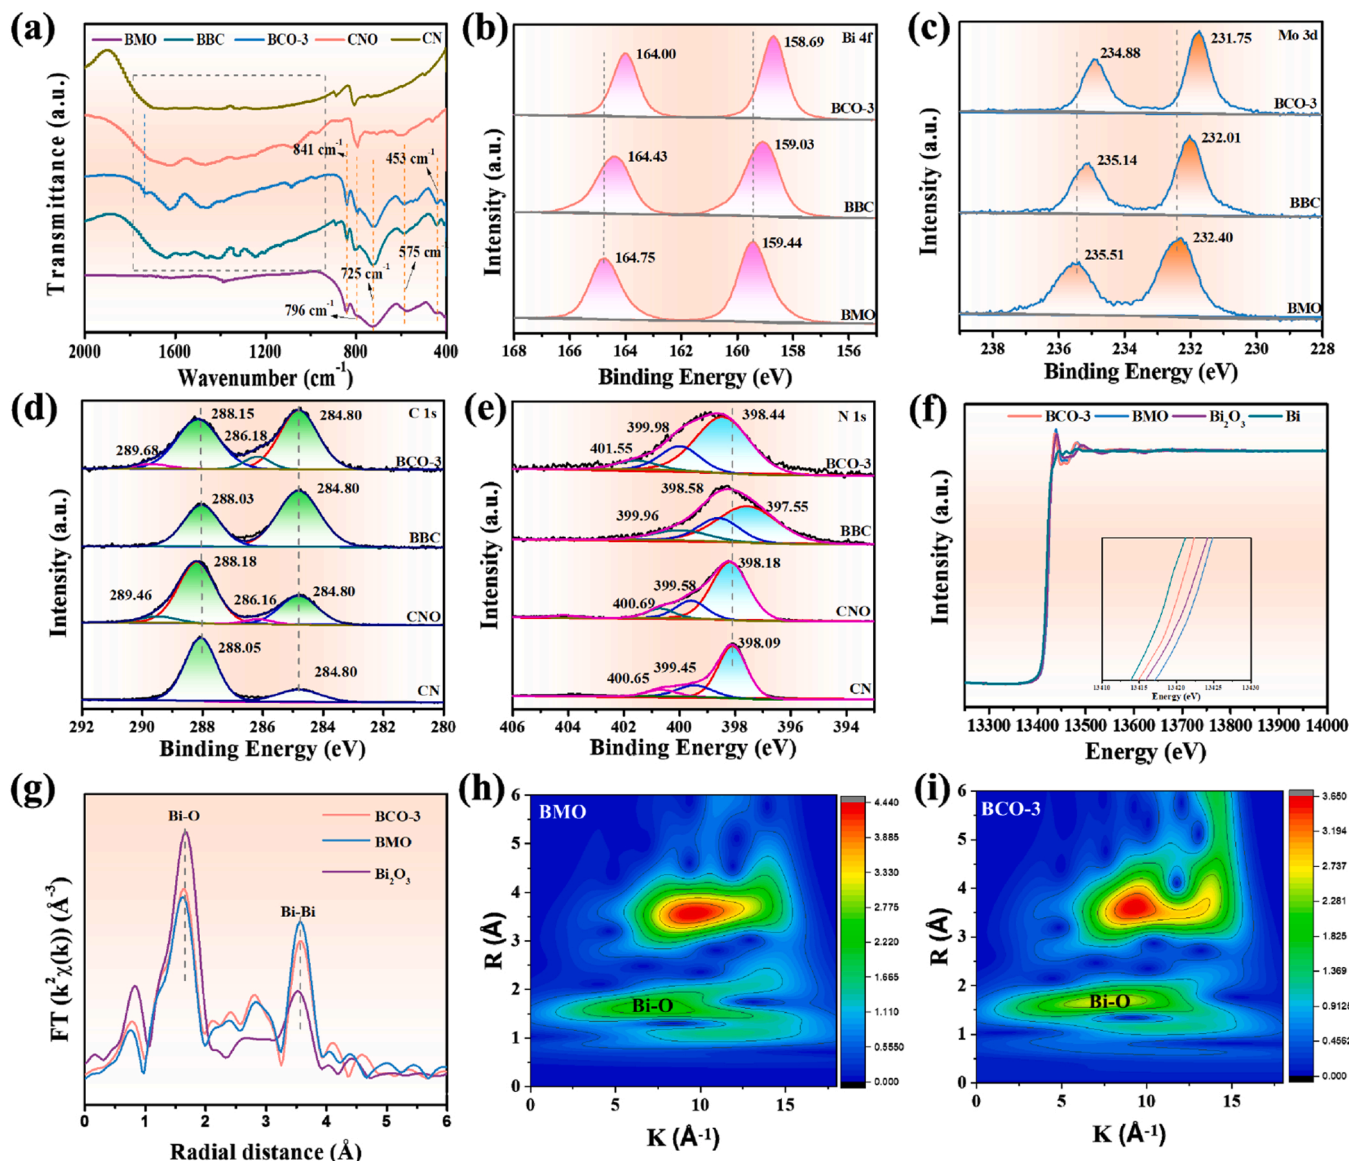 (a)
BMO BBC BCO-3 CNO CN
841 cm-1
453 cm-1
575 cm-1
725 cm-1
796 cm-1
Transmittance (a.u.)
2000 1600 1200 800 400
Wavenumber (cm-1)
(b)
Bi 4f
164.00
158.69
BCO-3
164.43
159.03
BBC
164.75
159.44
BMO
Intensity (a.u.)
168 166 164 162 160 158 156
Binding Energy (eV)
(c)
Mo 3d
234.88
231.75
BCO-3
235.14
232.01
BBC
235.51
232.40
BMO
Intensity (a.u.)
238 236 234 232 230 228
Binding Energy (eV)
(d)
C 1s
289.68
288.15
286.18
284.80
BCO-3
288.03
284.80
BBC
289.46
288.18
286.16
284.80
CNO
288.05
284.80
CN
Intensity (a.u.)
292 290 288 286 284 282 280
Binding Energy (eV)
(e)
N 1s
401.55
399.98
398.44
BCO-3
399.96
398.58
397.55
BBC
400.69
399.58
398.18
CNO
400.65
399.45
398.09
CN
Intensity (a.u.)
406 404 402 400 398 396 394
Binding Energy (eV)
(f)
BCO-3 BMO Bi2O3 Bi
13410 13415 13420 13425 13430
Energy (eV)
Intensity (a.u.)
13300 13400 13500 13600 13700 13800 13900 14000
Energy (eV)
(g)
Bi-O
BCO-3
BMO
Bi2O3
Bi-Bi
FT (k2χ(k)) (Å-3)
0 1 2 3 4 5 6
Radial distance (Å)
(h)
BMO
Bi-O
R (Å)
6
5
4
3
2
1
0
0 5 10 15
K (Å-1)
4.440
3.885
3.330
2.775
2.220
1.665
1.110
0.5550
0.000
(i)
BCO-3
Bi-O
R (Å)
6
5
4
3
2
1
0
0 5 10 15
K (Å-1)
3.650
3.194
2.737
2.281
1.825
1.369
0.9126
0.4562
0.000